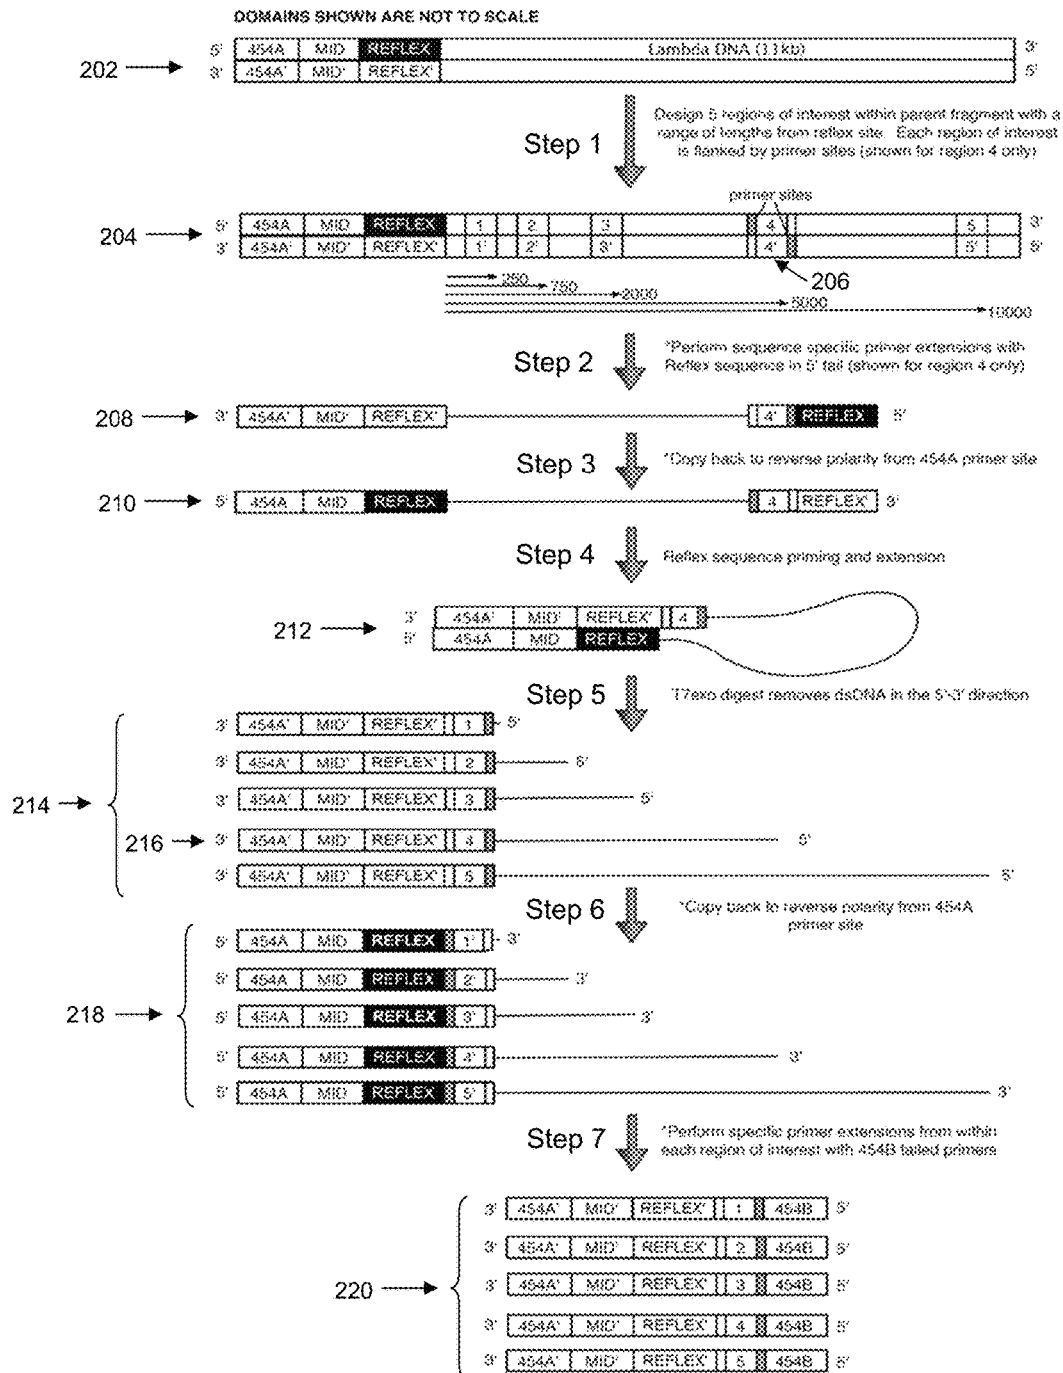 DOMAINS SHOWN ARE NOT TO SCALE
5' 454A MID REFLEX Lambda DNA (11kb) 3'
202 3' 454A' MID' REFLEX' 5'
Step 1
Design 5 regions of interest within parent fragment with a
range of lengths from reflex site. Each region of interest
is flanked by primer sites (shown for region 4 only)
primer sites
5' 454A MID REFLEX 1 2 3 4 5 3'
204
3' 454A' MID' REFLEX' 1' 2' 3' 4' 5' 5'
206
250
750
2000
5000
10000
Step 2
*Perform sequence specific primer extensions with
Reflex sequence in 5' tail (shown for region 4 only)
208 3' 454A' MID' REFLEX' 4' REFLEX 5'
Step 3
*Copy back to reverse polarity from 454A primer site
210 5' 454A MID REFLEX 4 REFLEX' 3'
Step 4
Reflex sequence priming and extension
3' 454A' MID' REFLEX' 4
212
5' 454A MID REFLEX
Step 5
T7exo digest removes dsDNA in the 5'-3' direction
3' 454A' MID' REFLEX' 1 5'
3' 454A' MID' REFLEX' 2 5'
214
3' 454A' MID' REFLEX' 3 5'
216 3' 454A' MID' REFLEX' 4 5'
3' 454A' MID' REFLEX' 5 5'
Step 6
*Copy back to reverse polarity from 454A
primer site
5' 454A MID REFLEX 1' 3'
5' 454A MID REFLEX 2' 3'
218
5' 454A MID REFLEX 3' 3'
5' 454A MID REFLEX 4' 3'
5' 454A MID REFLEX 5' 3'
Step 7
*Perform specific primer extensions from within
each region of interest with 454B tailed primers
3' 454A' MID' REFLEX' 1 454B 5'
3' 454A' MID' REFLEX' 2 454B 5'
220
3' 454A' MID' REFLEX' 3 454B 5'
3' 454A' MID' REFLEX' 4 454B 5'
3' 454A' MID' REFLEX' 5 454B 5'